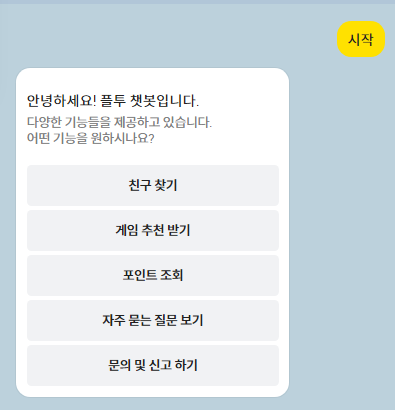 시작
안녕하세요! 플투 챗봇입니다.
다양한 기능들을 제공하고 있습니다.
어떤 기능을 원하시나요?
친구 찾기
게임 추천 받기
포인트 조회
자주 묻는 질문 보기
문의 및 신고 하기